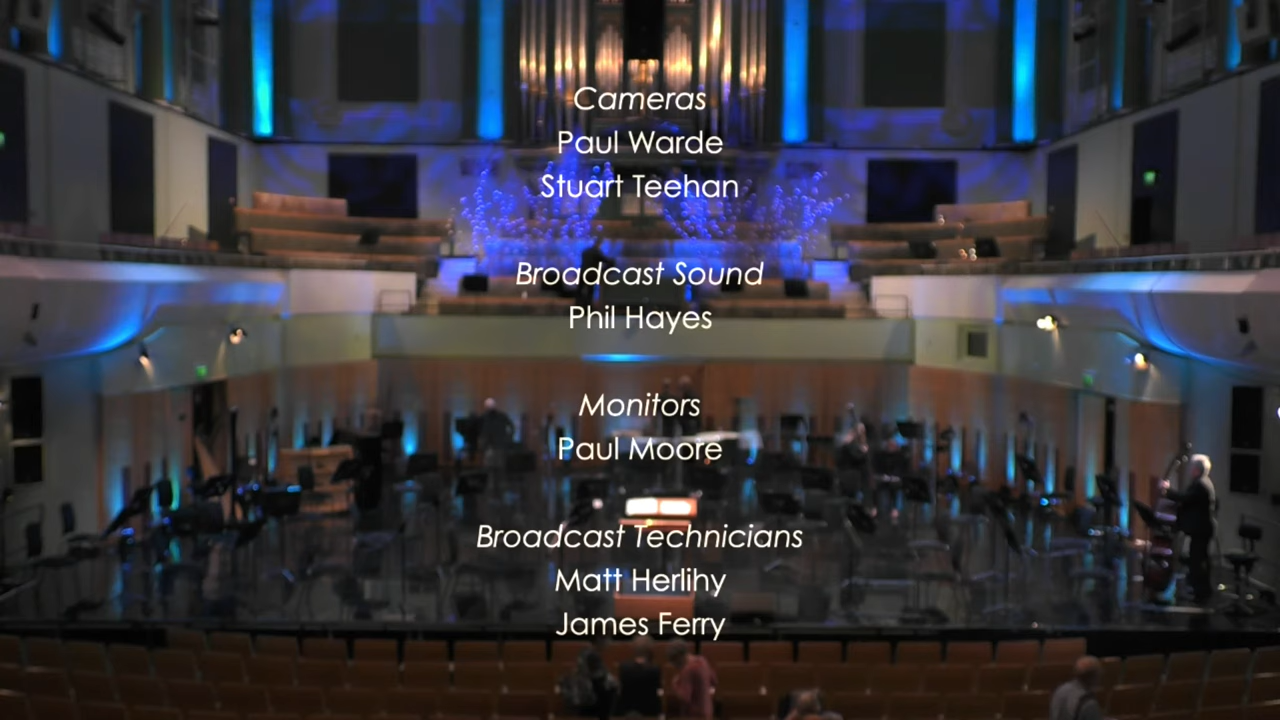 Cameras
Paul Warde
Stuart Teehan
Broadcast Sound
Phil Hayes
Monitors
Paul Moore
Broadcast Technicians
Matt Herlihy
James Ferry